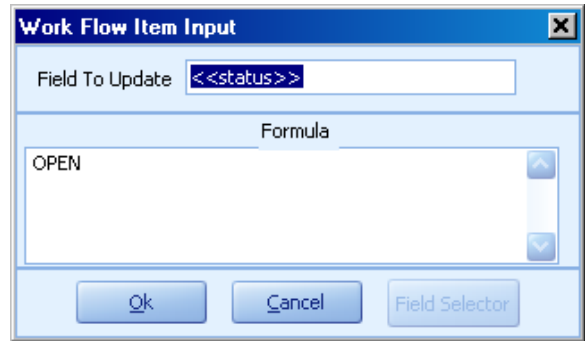 Work Flow Item Input
Field To Update <<status>>
Formula
OPEN
Ok Cancel Field Selector